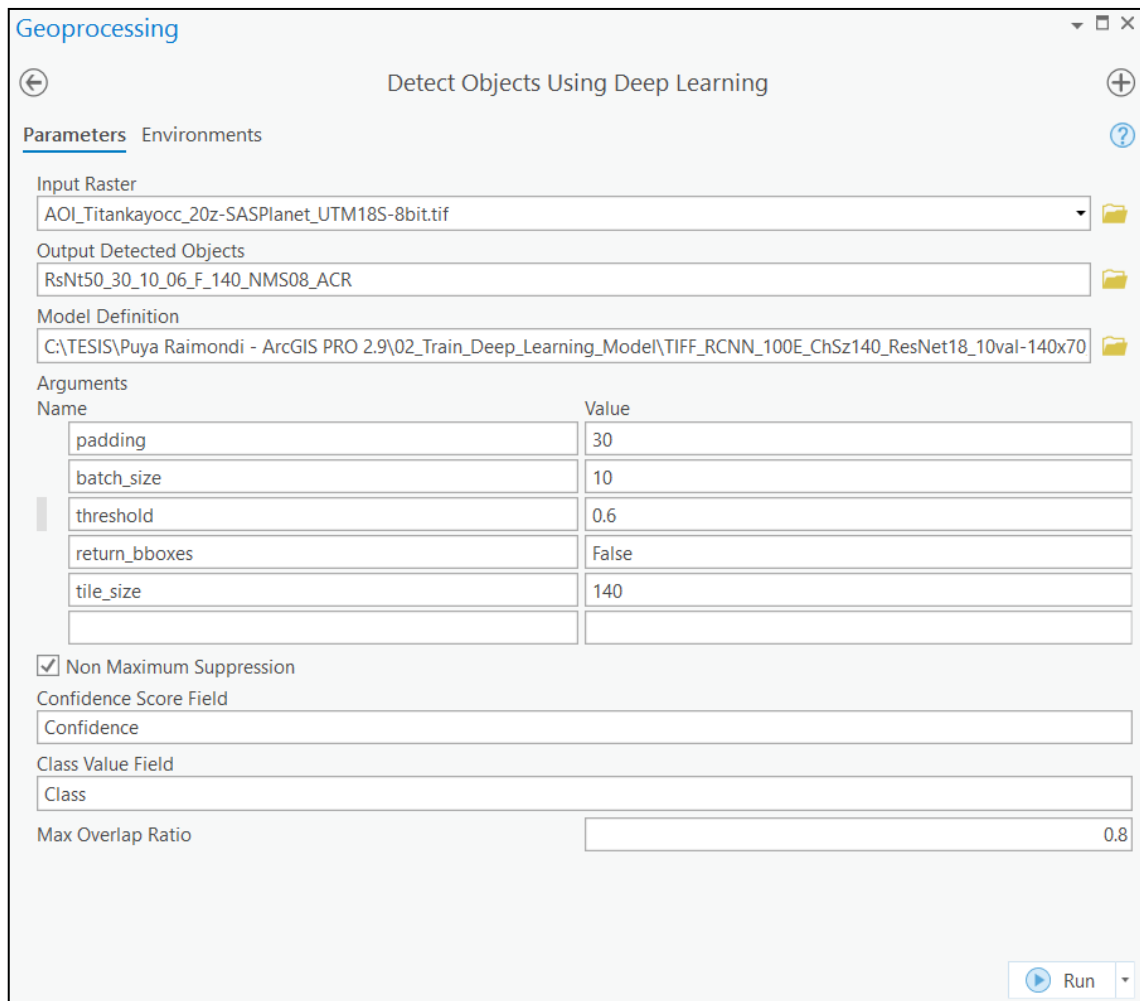 Geoprocessing
Detect Objects Using Deep Learning
Parameters Environments
Input Raster
AOI_Titankayocc_20z-SASPlanet_UTM18S-8bit.tif
Output Detected Objects
RsNt50_30_10_06_F_140_NMS08_ACR
Model Definition
C:\TESIS\Puya Raimondi - ArcGIS PRO 2.9\02_Train_Deep_Learning_Model\TIFF_RCNN_100E_ChSz140_ResNet18_10val-140x70
Arguments
Name Value
padding 30
batch_size 10
threshold 0.6
return_bboxes False
tile_size 140
Non Maximum Suppression
Confidence Score Field
Confidence
Class Value Field
Class
Max Overlap Ratio 0.8
Run